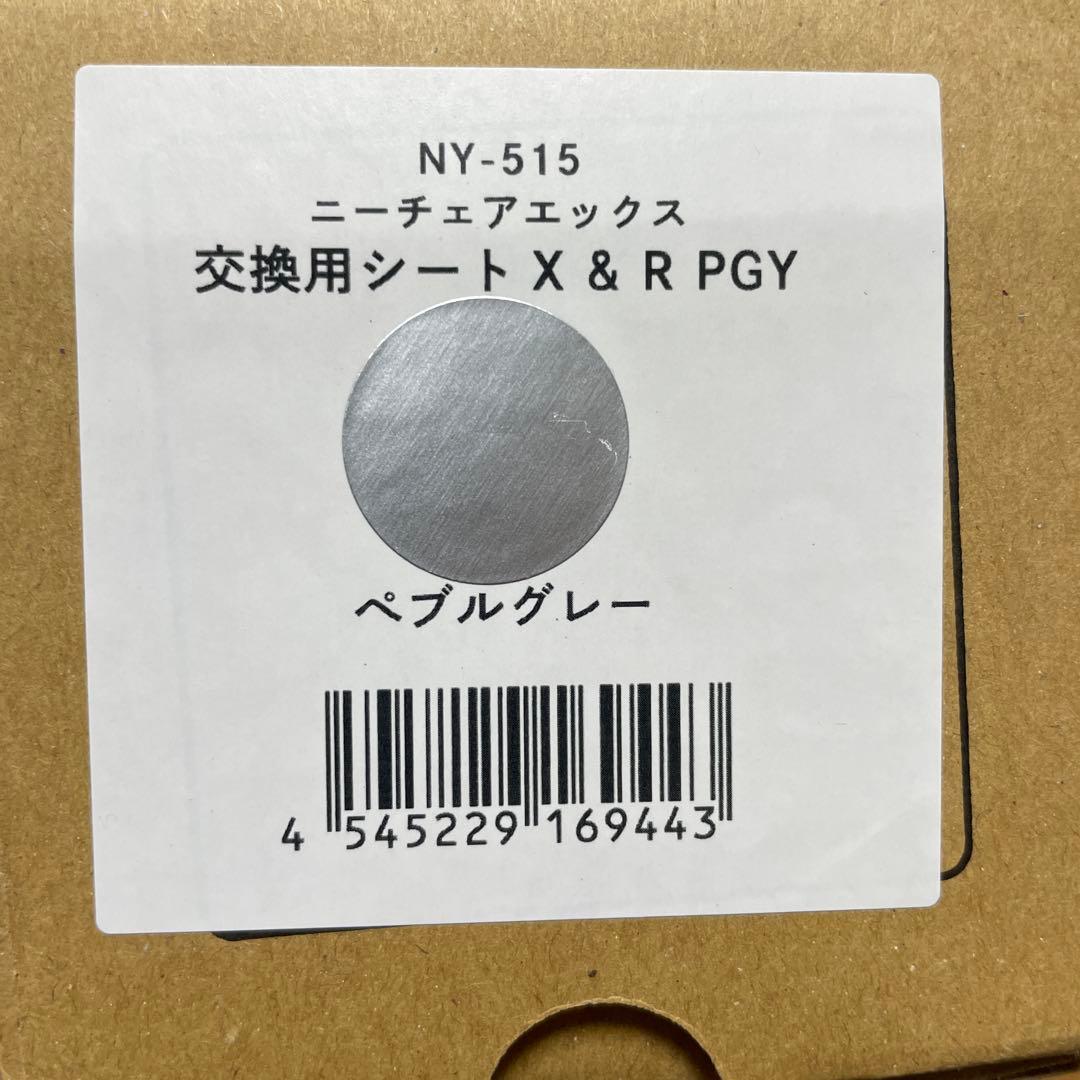 NY-515
ニーチェアエックス
交換用シート X & R PGY
ペブルグレー
4 545229 169443